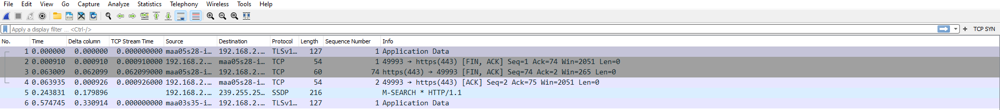 File Edit View Go Capture Analyze Statistics Telephony Wireless Tools Help
Apply a display filter ... <Ctrl-/> + TCP SYN
No. Time Delta column TCP Stream Time Source Destination Protocol Length Sequence Number Info
1 0.000000 0.000000 0.000000000 maa05s28-i… 192.168.2.… TLSv1… 127 1 Application Data
2 0.000910 0.000910 0.000910000 192.168.2.… maa05s28-i… TCP 54 1 49993 → https(443) [FIN, ACK] Seq=1 Ack=74 Win=2051 Len=0
3 0.063009 0.062099 0.062099000 maa05s28-i… 192.168.2.… TCP 60 74 https(443) → 49993 [FIN, ACK] Seq=74 Ack=2 Win=265 Len=0
4 0.063935 0.000926 0.000926000 192.168.2.… maa05s28-i… TCP 54 2 49993 → https(443) [ACK] Seq=2 Ack=75 Win=2051 Len=0
5 0.243831 0.179896 192.168.2.… 239.255.25… SSDP 216 M-SEARCH * HTTP/1.1
6 0.574745 0.330914 0.000000000 maa03s35-i… 192.168.2.… TLSv1… 127 1 Application Data